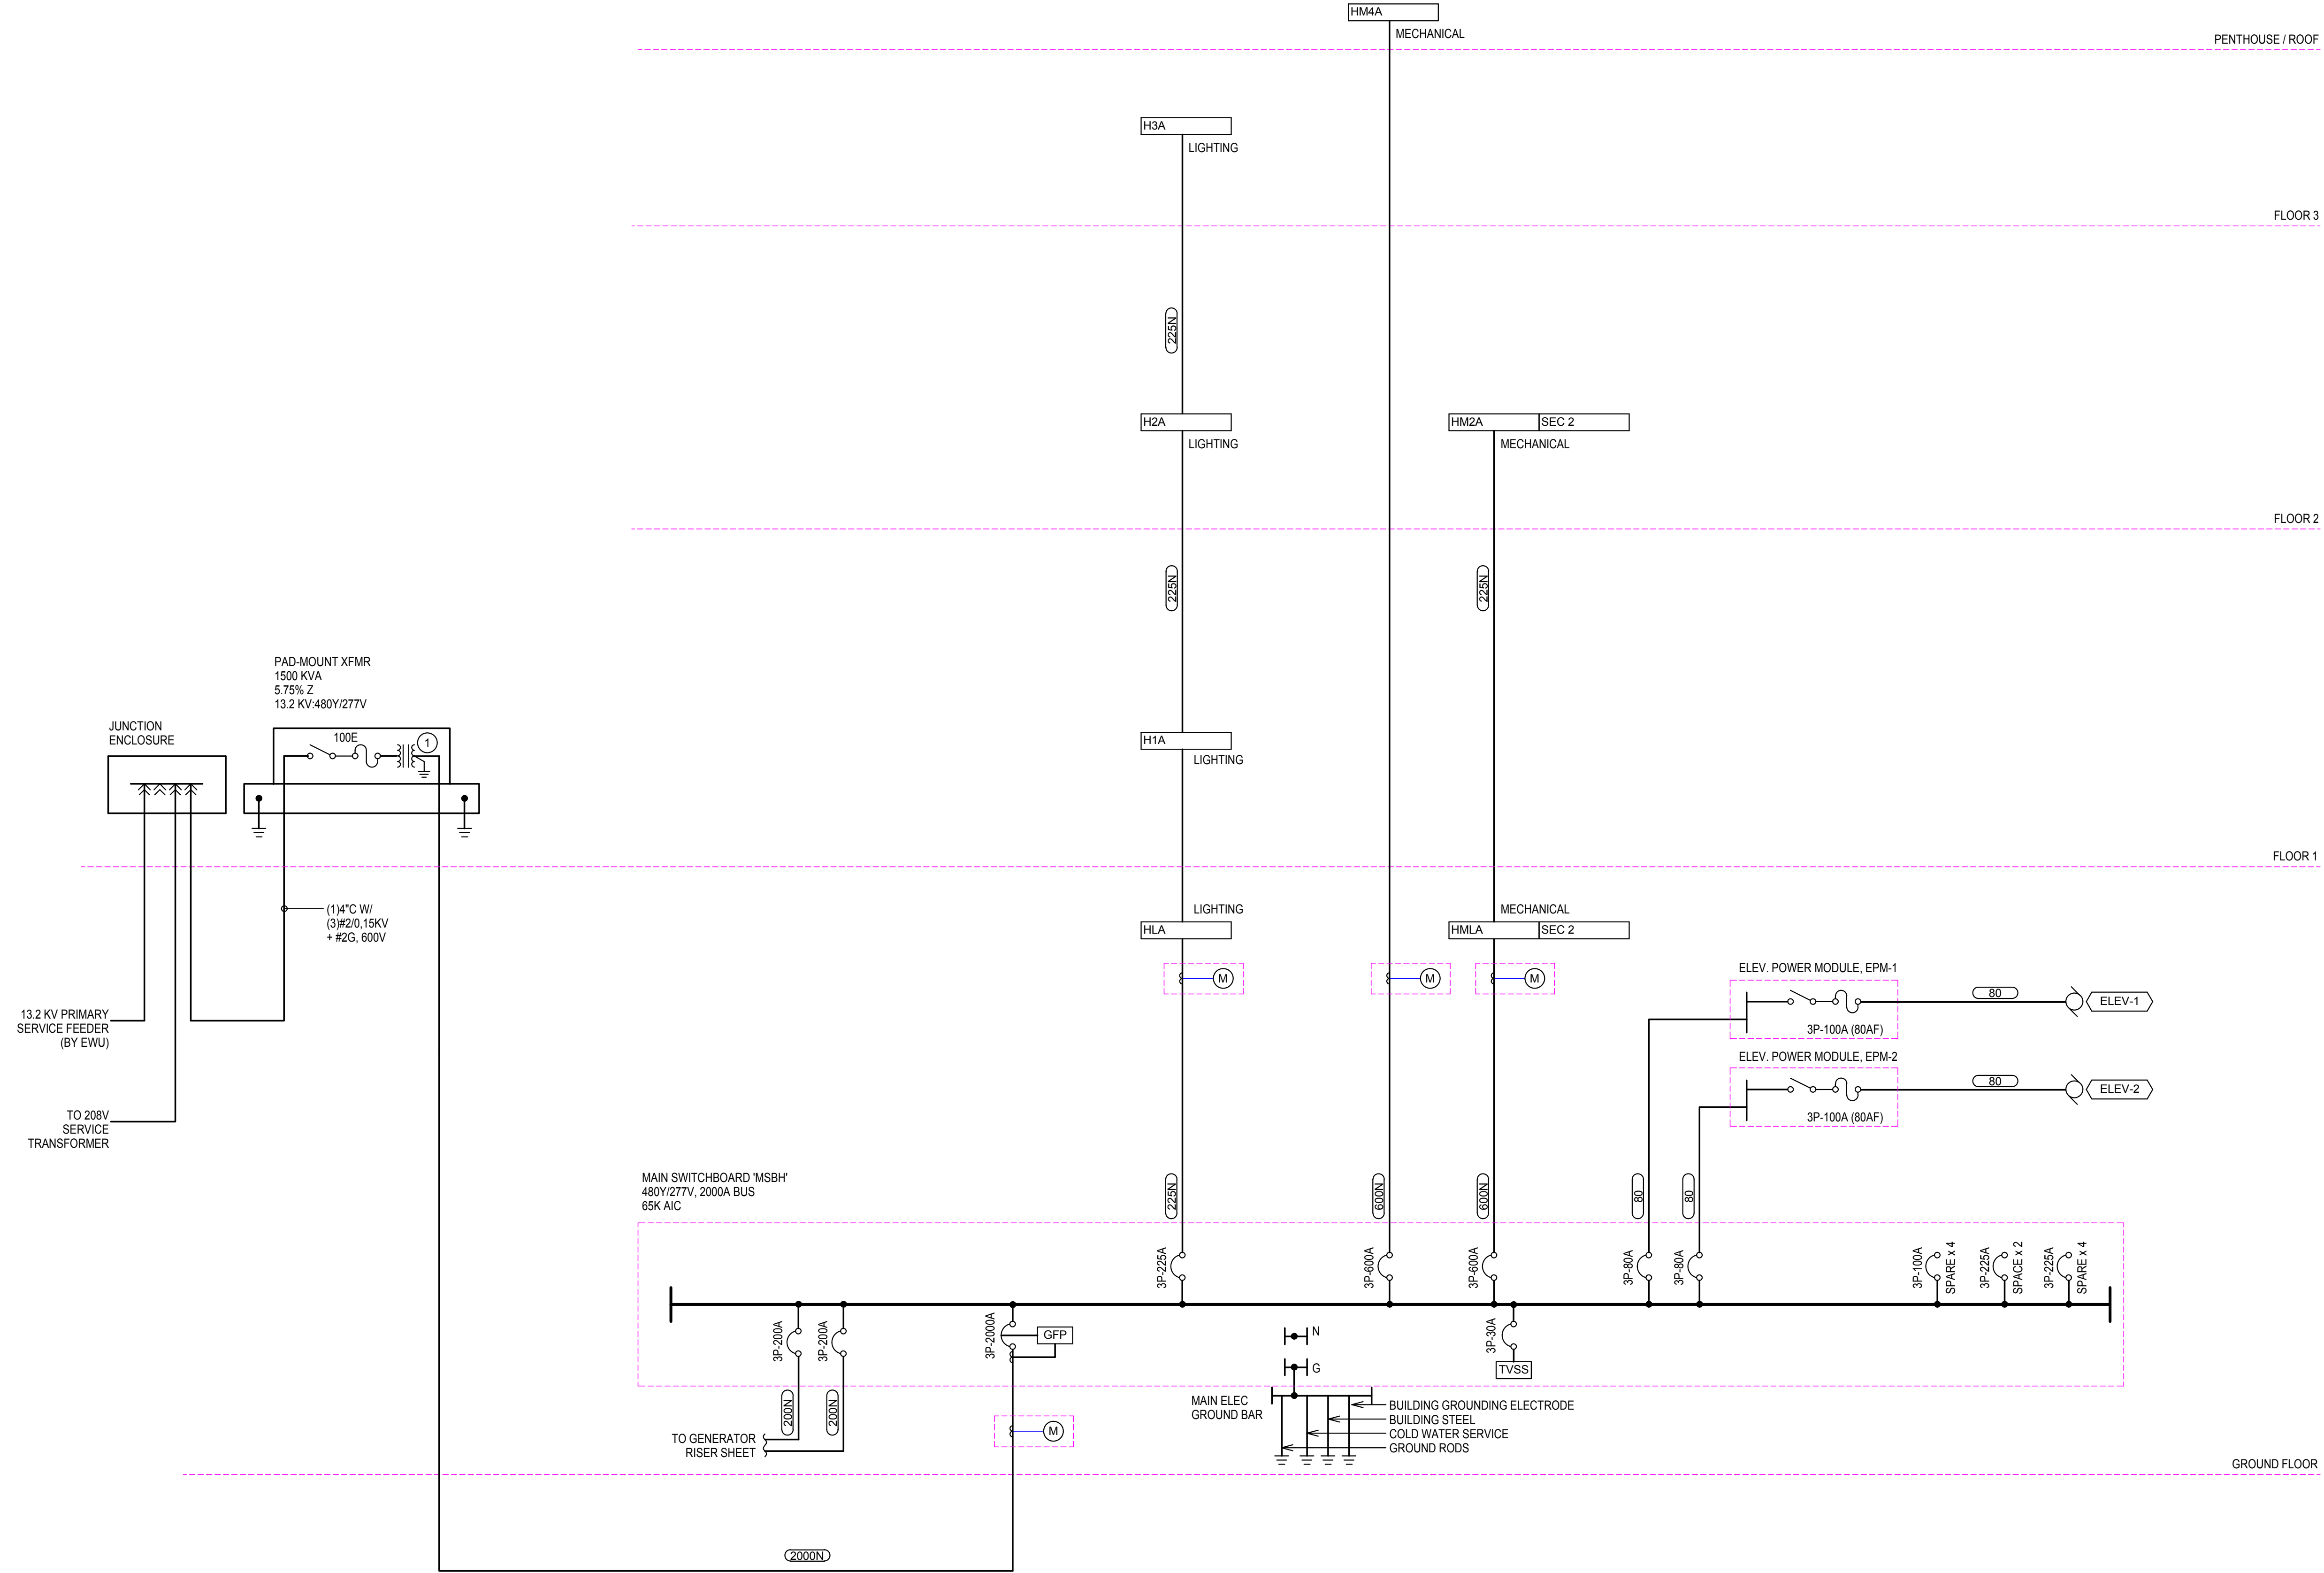 HM4A
MECHANICAL
PENTHOUSE / ROOF
H3A
LIGHTING
FLOOR 3
225N
H2A
LIGHTING
HM2A
SEC 2
MECHANICAL
FLOOR 2
225N
225N
PAD-MOUNT XFMR
1500 KVA
5.75% Z
13.2 KV:480Y/277V
JUNCTION
ENCLOSURE
100E
1
H1A
LIGHTING
FLOOR 1
(1)4"C W/
(3)#2/0,15KV
+ #2G, 600V
LIGHTING
HLA
MECHANICAL
HMLA
SEC 2
M
M
M
ELEV. POWER MODULE, EPM-1
80
ELEV-1
3P-100A (80AF)
ELEV. POWER MODULE, EPM-2
80
ELEV-2
3P-100A (80AF)
13.2 KV PRIMARY
SERVICE FEEDER
(BY EWU)
TO 208V
SERVICE
TRANSFORMER
MAIN SWITCHBOARD 'MSBH'
480Y/277V, 2000A BUS
65K AIC
225N
600N
600N
80
80
3P-225A
3P-600A
3P-600A
3P-80A
3P-80A
3P-100A
SPARE x 4
3P-225A
SPACE x 2
3P-225A
SPARE x 4
3P-200A
3P-200A
3P-2000A
GFP
N
G
3P-30A
TVSS
200N
200N
MAIN ELEC
GROUND BAR
BUILDING GROUNDING ELECTRODE
BUILDING STEEL
COLD WATER SERVICE
GROUND RODS
TO GENERATOR
RISER SHEET
M
GROUND FLOOR
2000N